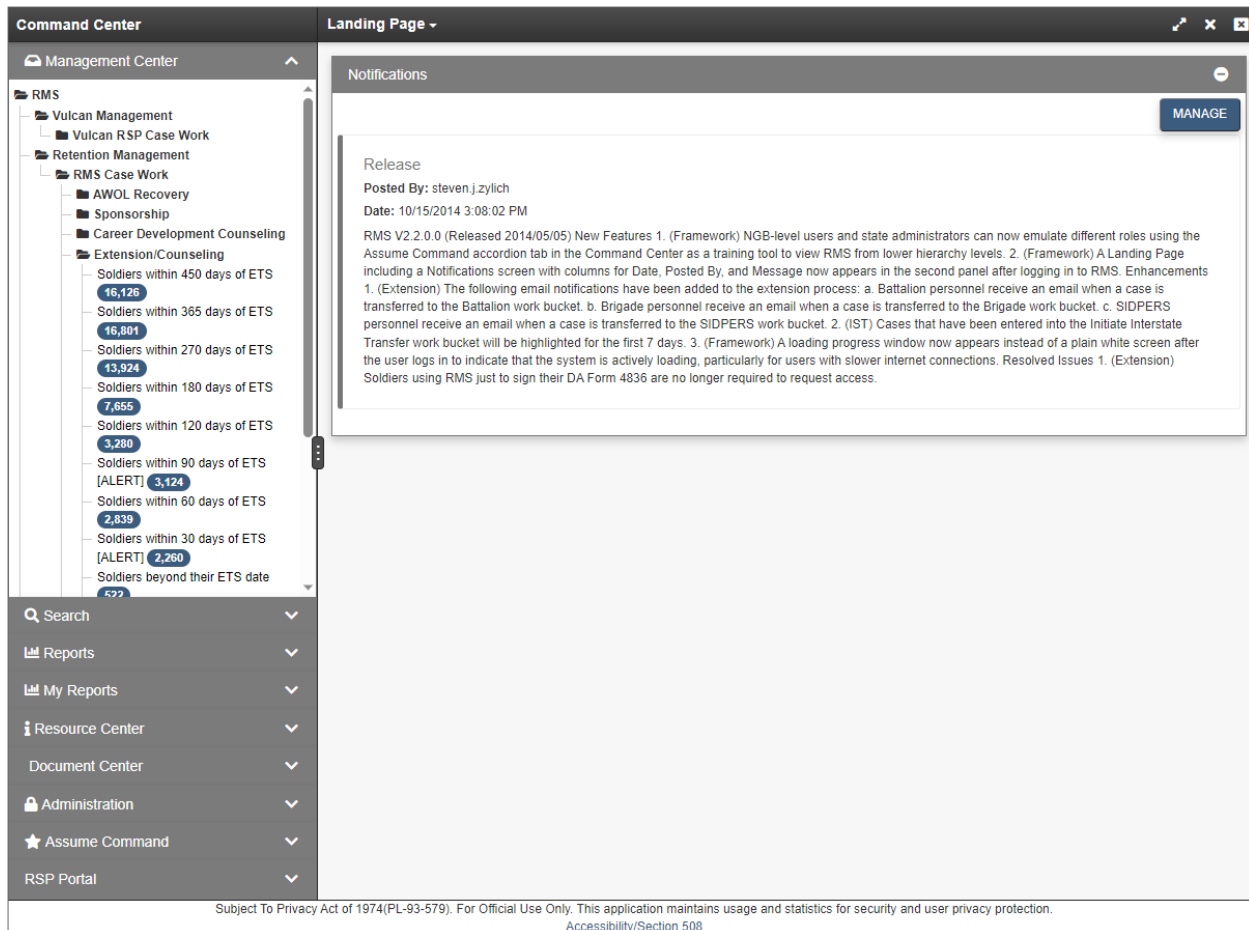 Command Center
Landing Page
Management Center
RMS
Vulcan Management
Vulcan RSP Case Work
Retention Management
RMS Case Work
AWOL Recovery
Sponsorship
Career Development Counseling
Extension/Counseling
Soldiers within 450 days of ETS
16,126
Soldiers within 365 days of ETS
16,801
Soldiers within 270 days of ETS
13,924
Soldiers within 180 days of ETS
7,655
Soldiers within 120 days of ETS
3,280
Soldiers within 90 days of ETS
[ALERT] 3,124
Soldiers within 60 days of ETS
2,839
Soldiers within 30 days of ETS
[ALERT] 2,260
Soldiers beyond their ETS date
522
Search
Reports
My Reports
Resource Center
Document Center
Administration
Assume Command
RSP Portal
Notifications
MANAGE
Release
Posted By: steven.j.zylich
Date: 10/15/2014 3:08:02 PM
RMS V2.2.0.0 (Released 2014/05/05) New Features 1. (Framework) NGB-level users and state administrators can now emulate different roles using the
Assume Command accordion tab in the Command Center as a training tool to view RMS from lower hierarchy levels. 2. (Framework) A Landing Page
including a Notifications screen with columns for Date, Posted By, and Message now appears in the second panel after logging in to RMS. Enhancements
1. (Extension) The following email notifications have been added to the extension process: a. Battalion personnel receive an email when a case is
transferred to the Battalion work bucket. b. Brigade personnel receive an email when a case is transferred to the Brigade work bucket. c. SIDPERS
personnel receive an email when a case is transferred to the SIDPERS work bucket. 2. (IST) Cases that have been entered into the Initiate Interstate
Transfer work bucket will be highlighted for the first 7 days. 3. (Framework) A loading progress window now appears instead of a plain white screen after
the user logs in to indicate that the system is actively loading, particularly for users with slower internet connections. Resolved Issues 1. (Extension)
Soldiers using RMS just to sign their DA Form 4836 are no longer required to request access.
Subject To Privacy Act of 1974(PL-93-579). For Official Use Only. This application maintains usage and statistics for security and user privacy protection.
Accessibility/Section 508